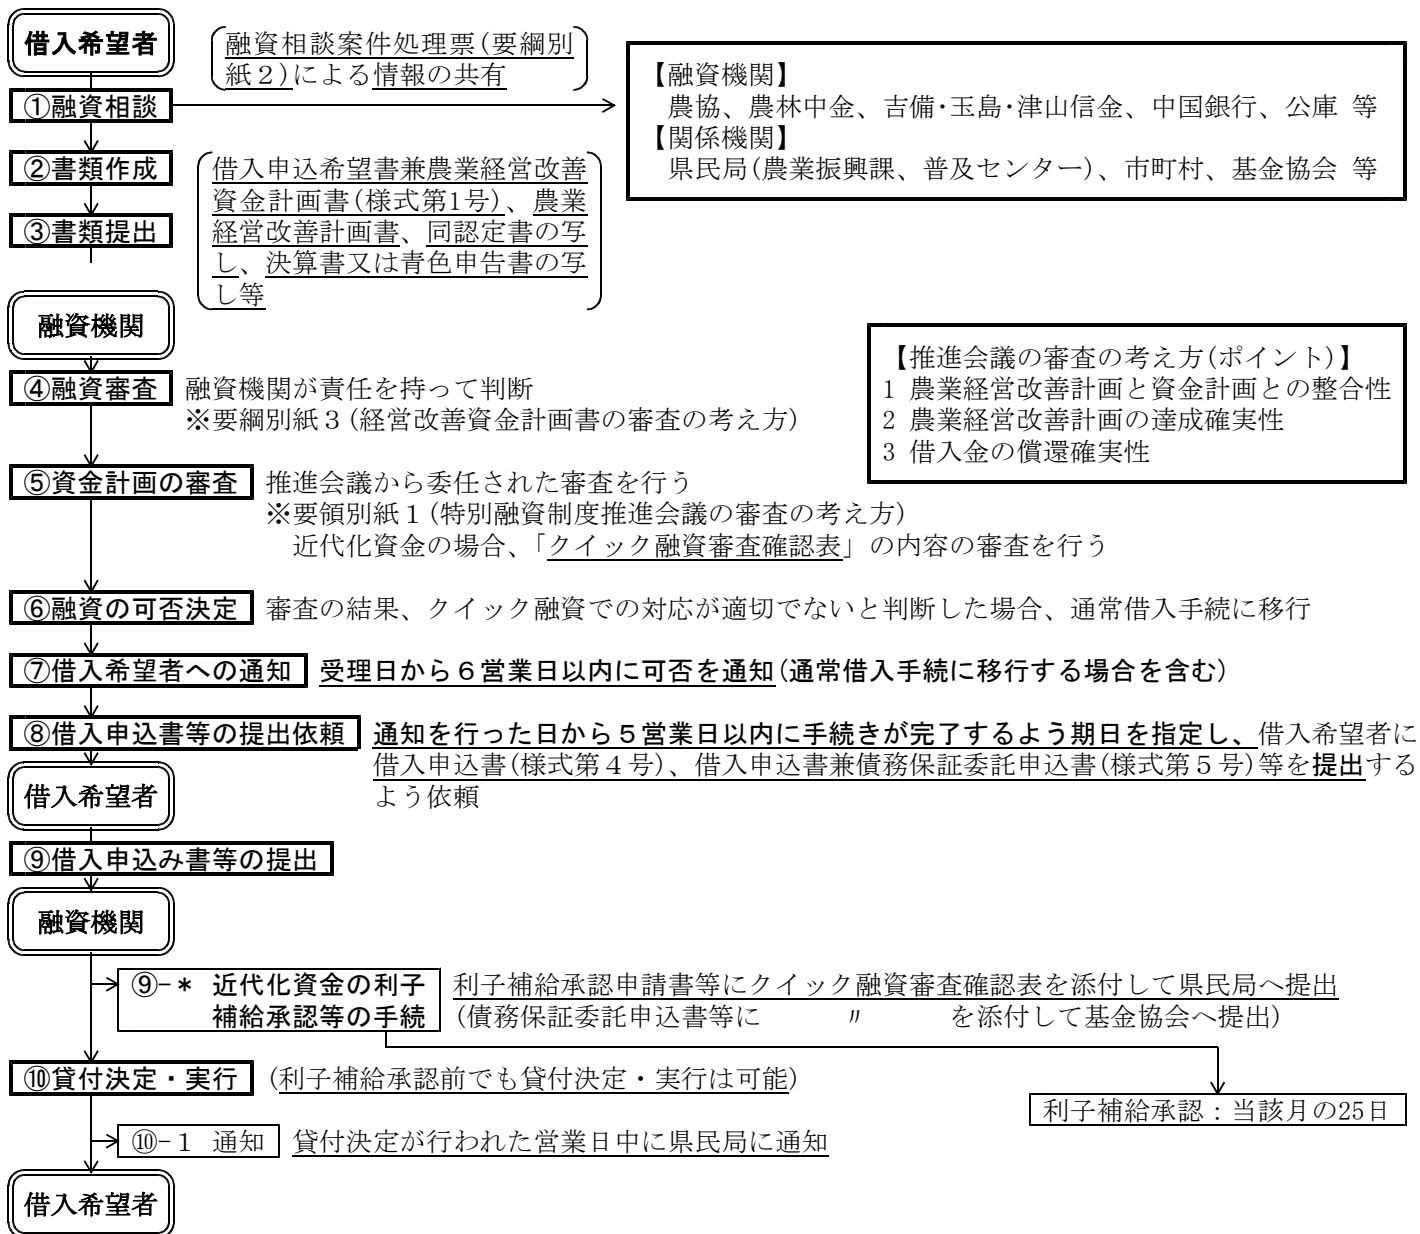 借入希望者
融資相談案件処理票(要綱別
紙２)による情報の共有
①融資相談
【融資機関】
農協、農林中金、吉備･玉島･津山信金、中国銀行、公庫 等
【関係機関】
県民局(農業振興課、普及センター)、市町村、基金協会 等
②書類作成
③書類提出
借入申込希望書兼農業経営改善
資金計画書(様式第1号)、農業
経営改善計画書、同認定書の写
し、決算書又は青色申告書の写
し等
融資機関
【推進会議の審査の考え方(ポイント)】
1 農業経営改善計画と資金計画との整合性
2 農業経営改善計画の達成確実性
3 借入金の償還確実性
④融資審査 融資機関が責任を持って判断
※要綱別紙３(経営改善資金計画書の審査の考え方)
⑤資金計画の審査 推進会議から委任された審査を行う
※要領別紙１(特別融資制度推進会議の審査の考え方)
近代化資金の場合、「クイック融資審査確認表」の内容の審査を行う
⑥融資の可否決定 審査の結果、クイック融資での対応が適切でないと判断した場合、通常借入手続に移行
⑦借入希望者への通知 受理日から６営業日以内に可否を通知(通常借入手続に移行する場合を含む)
⑧借入申込書等の提出依頼 通知を行った日から５営業日以内に手続きが完了するよう期日を指定し、借入希望者に
借入申込書(様式第４号)、借入申込書兼債務保証委託申込書(様式第５号)等を提出する
よう依頼
借入希望者
⑨借入申込み書等の提出
融資機関
⑨-＊ 近代化資金の利子 利子補給承認申請書等にクイック融資審査確認表を添付して県民局へ提出
補給承認等の手続 (債務保証委託申込書等に 〃 を添付して基金協会へ提出)
⑩貸付決定・実行 (利子補給承認前でも貸付決定・実行は可能)
利子補給承認：当該月の25日
⑩-１ 通知 貸付決定が行われた営業日中に県民局に通知
借入希望者